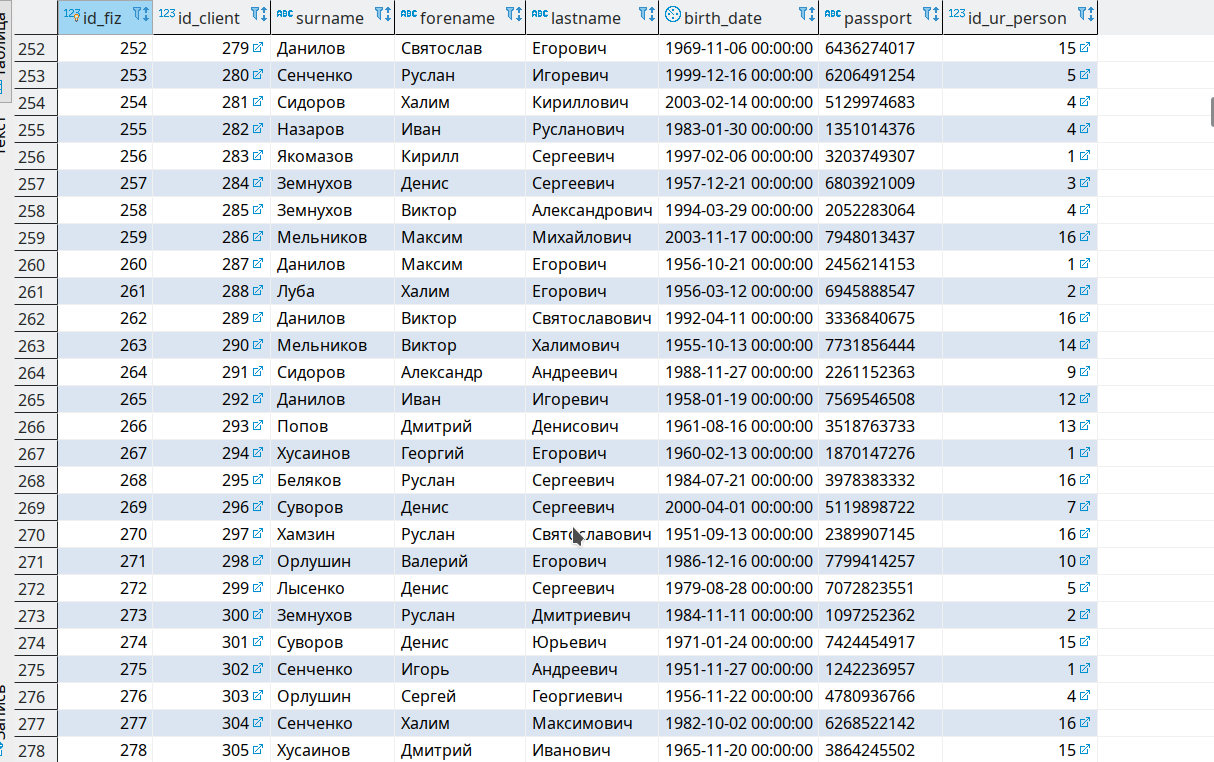 id_fiz id_client surname forename lastname birth_date passport id_ur_person
252 252 279 Данилов Святослав Егорович 1969-11-06 00:00:00 6436274017 15
253 253 280 Сенченко Руслан Игоревич 1999-12-16 00:00:00 6206491254 5
254 254 281 Сидоров Халим Кириллович 2003-02-14 00:00:00 5129974683 4
255 255 282 Назаров Иван Русланович 1983-01-30 00:00:00 1351014376 4
256 256 283 Якомазов Кирилл Сергеевич 1997-02-06 00:00:00 3203749307 1
257 257 284 Земнухов Денис Сергеевич 1957-12-21 00:00:00 6803921009 3
258 258 285 Земнухов Виктор Александрович 1994-03-29 00:00:00 2052283064 4
259 259 286 Мельников Максим Михайлович 2003-11-17 00:00:00 7948013437 16
260 260 287 Данилов Максим Егорович 1956-10-21 00:00:00 2456214153 1
261 261 288 Луба Халим Егорович 1956-03-12 00:00:00 6945888547 2
262 262 289 Данилов Виктор Святославович 1992-04-11 00:00:00 3336840675 16
263 263 290 Мельников Виктор Халимович 1955-10-13 00:00:00 7731856444 14
264 264 291 Сидоров Александр Андреевич 1988-11-27 00:00:00 2261152363 9
265 265 292 Данилов Иван Игоревич 1958-01-19 00:00:00 7569546508 12
266 266 293 Попов Дмитрий Денисович 1961-08-16 00:00:00 3518763733 13
267 267 294 Хусаинов Георгий Егорович 1960-02-13 00:00:00 1870147276 1
268 268 295 Беляков Руслан Сергеевич 1984-07-21 00:00:00 3978383332 16
269 269 296 Суворов Денис Сергеевич 2000-04-01 00:00:00 5119898722 7
270 270 297 Хамзин Руслан Святославович 1951-09-13 00:00:00 2389907145 16
271 271 298 Орлушин Валерий Егорович 1986-12-16 00:00:00 7799414257 10
272 272 299 Лысенко Денис Сергеевич 1979-08-28 00:00:00 7072823551 5
273 273 300 Земнухов Руслан Дмитриевич 1984-11-11 00:00:00 1097252362 2
274 274 301 Суворов Денис Юрьевич 1971-01-24 00:00:00 7424454917 15
275 275 302 Сенченко Игорь Андреевич 1951-11-27 00:00:00 1242236957 1
276 276 303 Орлушин Сергей Георгиевич 1956-11-22 00:00:00 4780936766 4
277 277 304 Сенченко Халим Максимович 1982-10-02 00:00:00 6268522142 16
278 278 305 Хусаинов Дмитрий Иванович 1965-11-20 00:00:00 3864245502 15